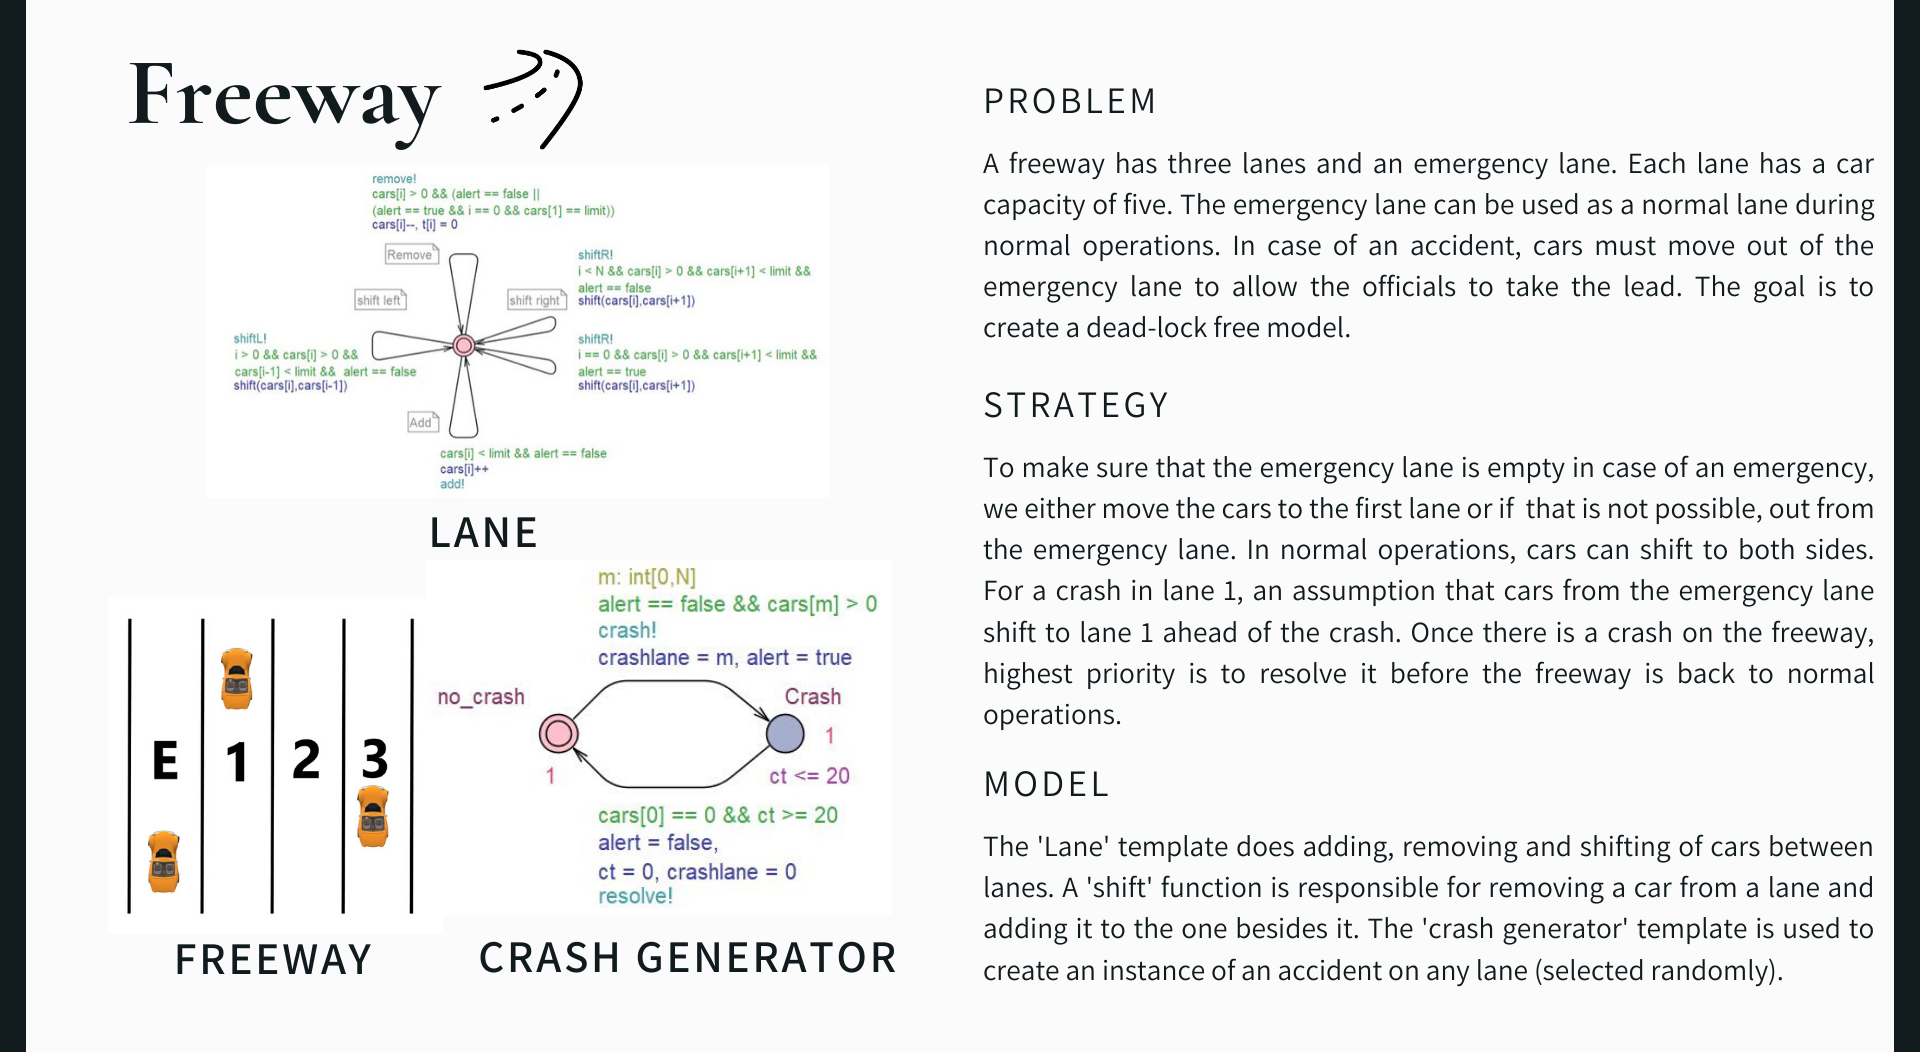 Freeway
remove!
cars[i] > 0 && (alert == false ||
(alert == true && i == 0 && cars[1] == limit))
cars[i]--, t[i] = 0
Remove
shift left
shift right
shiftR!
i < N && cars[i] > 0 && cars[i+1] < limit &&
alert == false
shift(cars[i],cars[i+1])
shiftL!
i > 0 && cars[i] > 0 &&
cars[i-1] < limit && alert == false
shift(cars[i],cars[i-1])
shiftR!
i == 0 && cars[i] > 0 && cars[i+1] < limit &&
alert == true
shift(cars[i],cars[i+1])
Add
cars[i] < limit && alert == false
cars[i]++
add!
LANE
E 1 2 3
FREEWAY
m: int[0,N]
alert == false && cars[m] > 0
crash!
crashlane = m, alert = true
no_crash
Crash
1
1
ct <= 20
cars[0] == 0 && ct >= 20
alert = false,
ct = 0, crashlane = 0
resolve!
CRASH GENERATOR
PROBLEM
A freeway has three lanes and an emergency lane. Each lane has a car
capacity of five. The emergency lane can be used as a normal lane during
normal operations. In case of an accident, cars must move out of the
emergency lane to allow the officials to take the lead. The goal is to
create a dead-lock free model.
STRATEGY
To make sure that the emergency lane is empty in case of an emergency,
we either move the cars to the first lane or if that is not possible, out from
the emergency lane. In normal operations, cars can shift to both sides.
For a crash in lane 1, an assumption that cars from the emergency lane
shift to lane 1 ahead of the crash. Once there is a crash on the freeway,
highest priority is to resolve it before the freeway is back to normal
operations.
MODEL
The 'Lane' template does adding, removing and shifting of cars between
lanes. A 'shift' function is responsible for removing a car from a lane and
adding it to the one besides it. The 'crash generator' template is used to
create an instance of an accident on any lane (selected randomly).